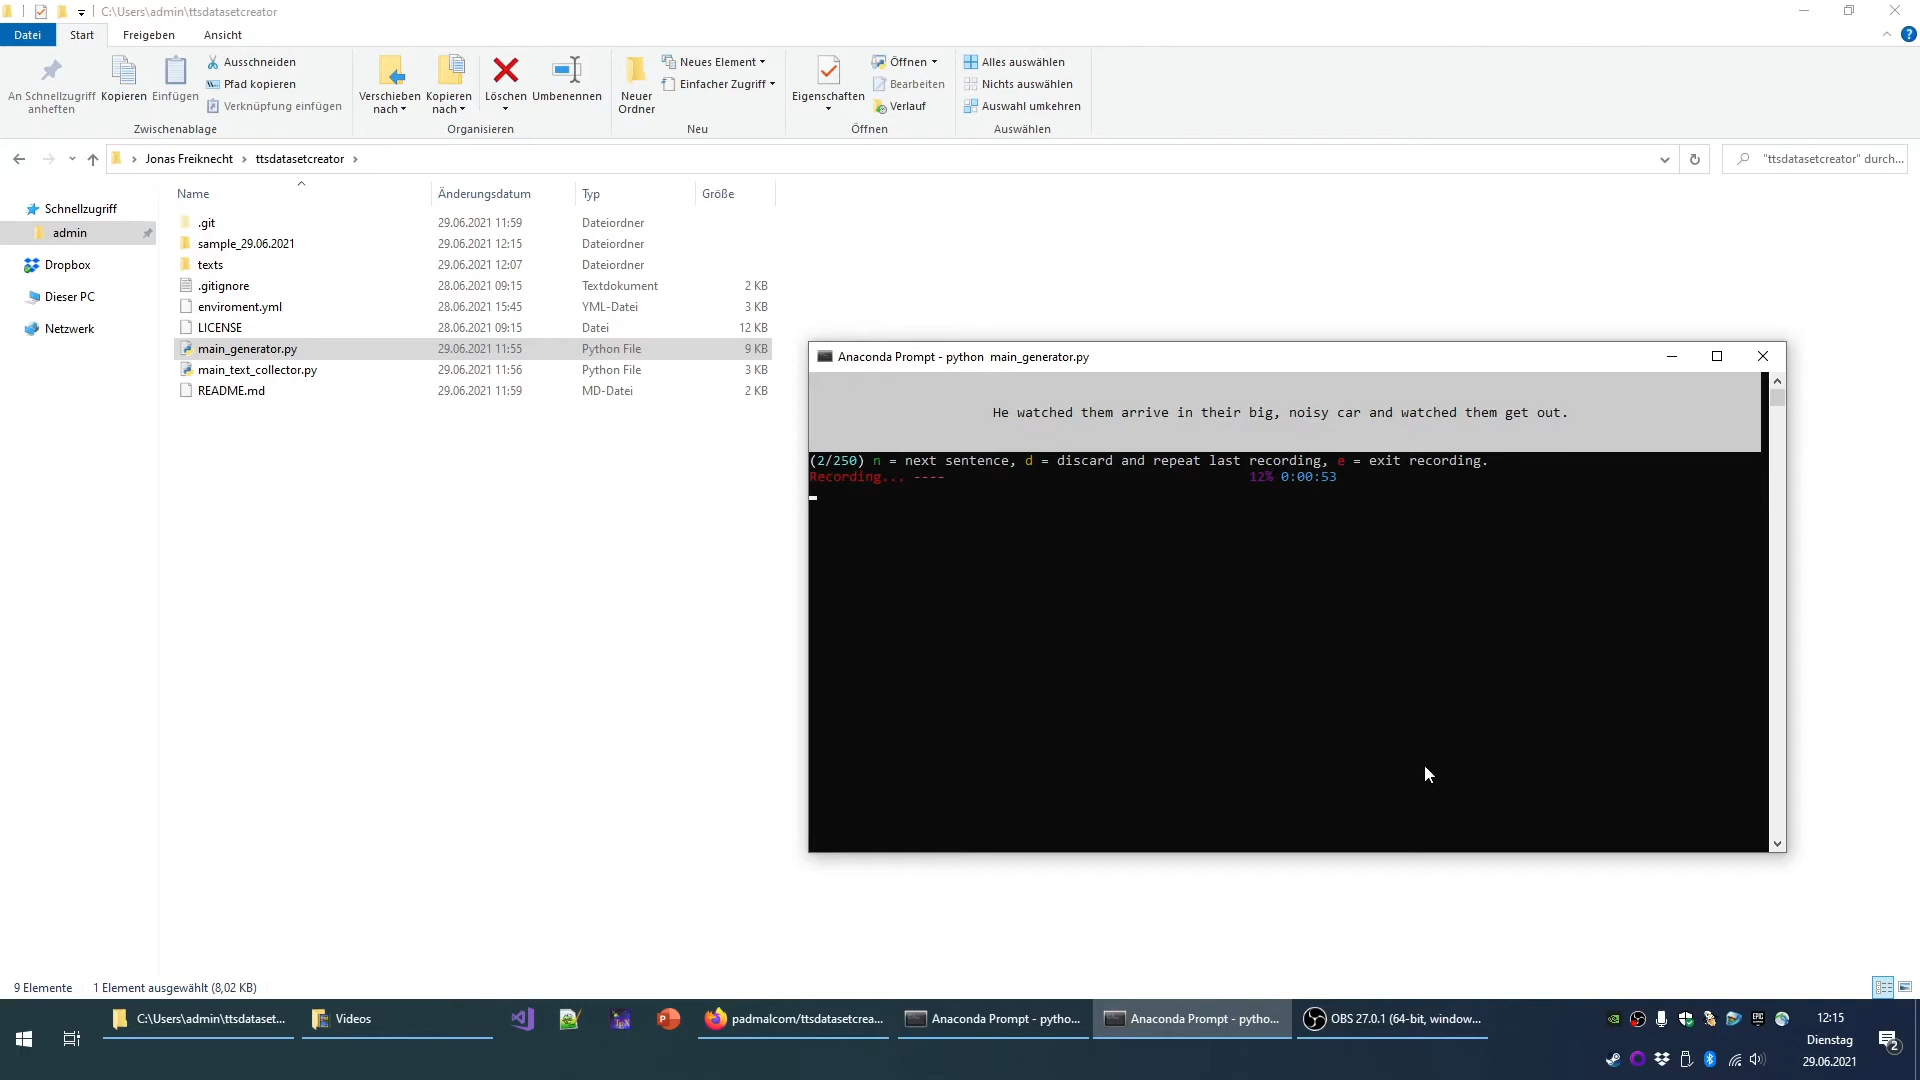 C:\Users\admin\ttsdatasetcreator
Datei Start Freigeben Ansicht
An Schnellzugriff anheften
Kopieren
Einfügen
Ausschneiden
Pfad kopieren
Verknüpfung einfügen
Zwischenablage
Verschieben nach
Kopieren nach
Löschen
Umbenennen
Organisieren
Neuer Ordner
Neues Element
Einfacher Zugriff
Neu
Eigenschaften
Öffnen
Bearbeiten
Verlauf
Öffnen
Alles auswählen
Nichts auswählen
Auswahl umkehren
Auswählen
Jonas Freiknecht › ttsdatasetcreator ›
"ttsdatasetcreator" durch...
Schnellzugriff
admin
Dropbox
Dieser PC
Netzwerk
Name Änderungsdatum Typ Größe
.git 29.06.2021 11:59 Dateiordner
sample_29.06.2021 29.06.2021 12:15 Dateiordner
texts 29.06.2021 12:07 Dateiordner
.gitignore 28.06.2021 09:15 Textdokument 2 KB
enviroment.yml 28.06.2021 15:45 YML-Datei 3 KB
LICENSE 28.06.2021 09:15 Datei 12 KB
main_generator.py 29.06.2021 11:55 Python File 9 KB
main_text_collector.py 29.06.2021 11:56 Python File 3 KB
README.md 29.06.2021 11:59 MD-Datei 2 KB
Anaconda Prompt - python main_generator.py
He watched them arrive in their big, noisy car and watched them get out.
(2/250) n = next sentence, d = discard and repeat last recording, e = exit recording.
Recording... ---- 12% 0:00:53
9 Elemente 1 Element ausgewählt (8,02 KB)
C:\Users\admin\ttsdataset...
Videos
padmalcom/ttsdatasetcrea...
Anaconda Prompt - pytho...
Anaconda Prompt - pytho...
OBS 27.0.1 (64-bit, window...
12:15
Dienstag
29.06.2021
2